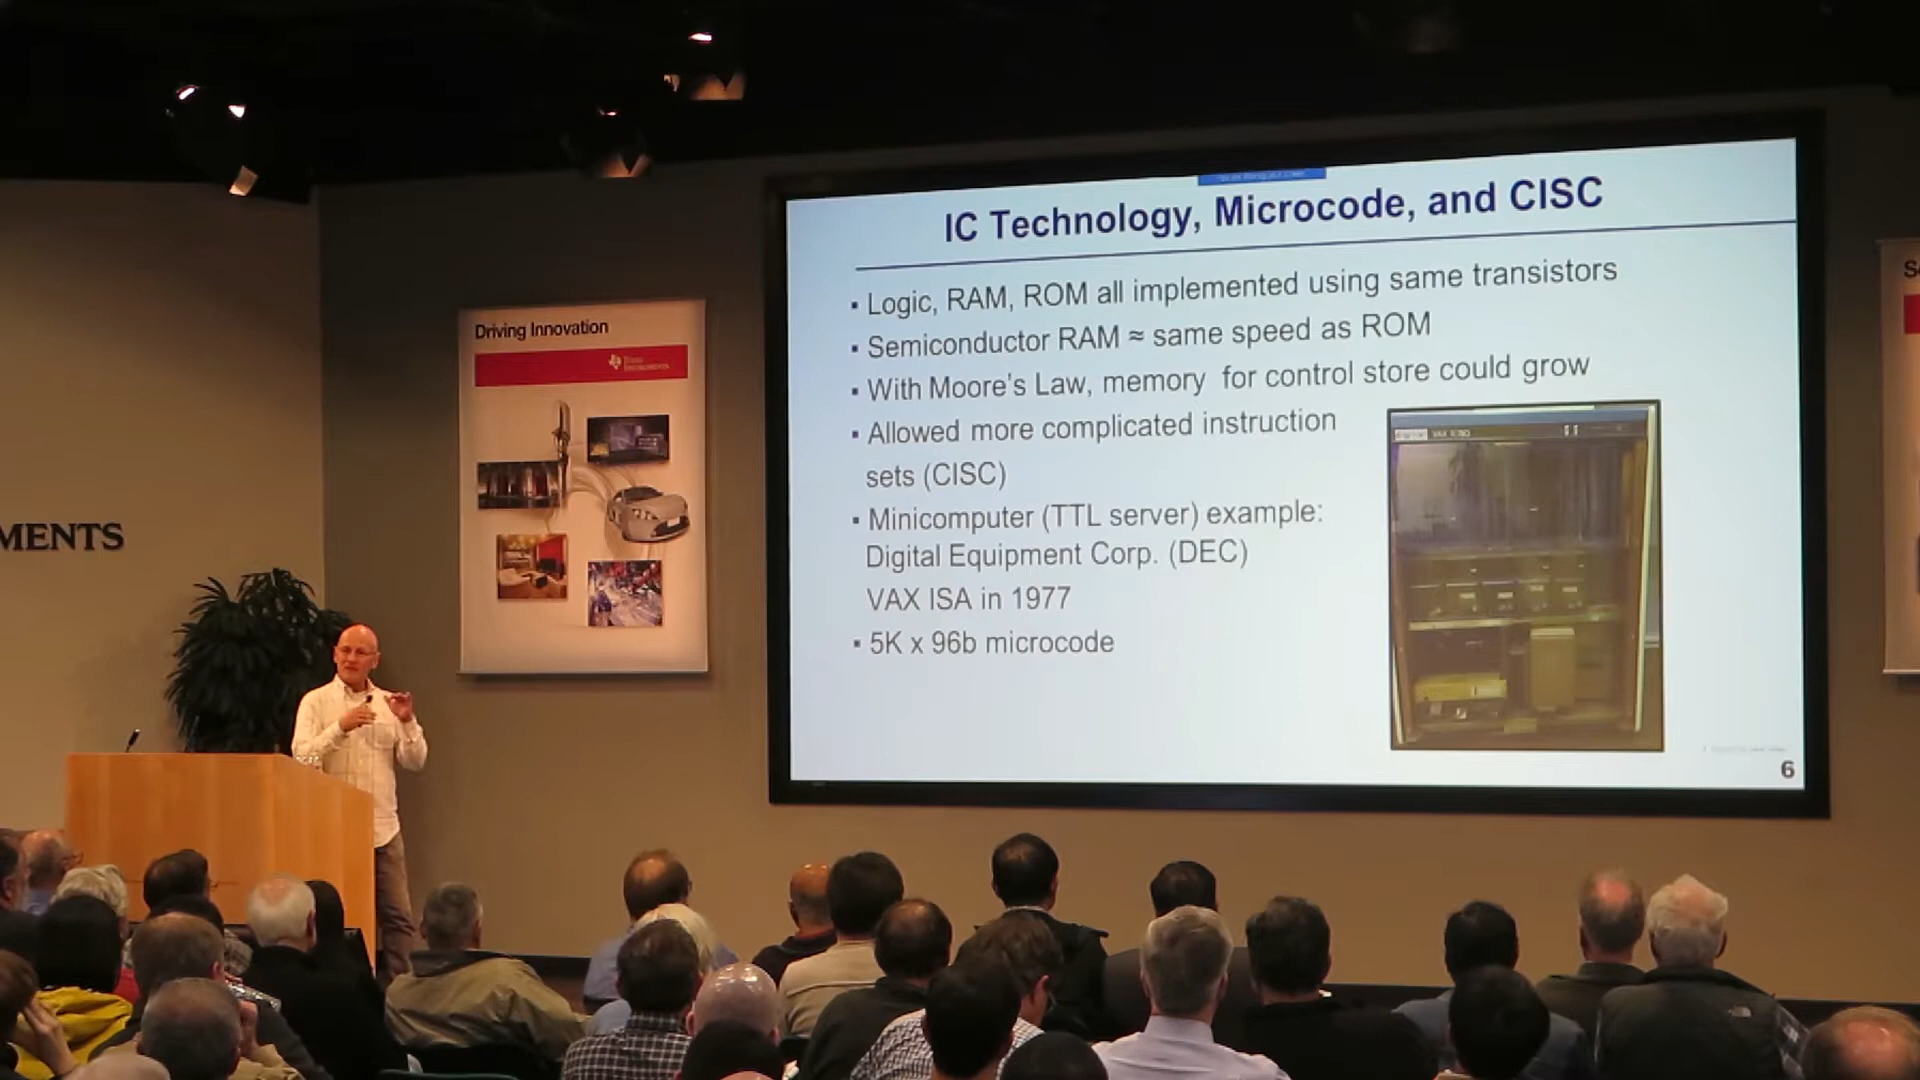 IC Technology, Microcode, and CISC
▪ Logic, RAM, ROM all implemented using same transistors
▪ Semiconductor RAM ≈ same speed as ROM
▪ With Moore's Law, memory for control store could grow
▪ Allowed more complicated instruction
sets (CISC)
▪ Minicomputer (TTL server) example:
Digital Equipment Corp. (DEC)
VAX ISA in 1977
▪ 5K x 96b microcode
6
Driving Innovation
TEXAS
INSTRUMENTS
MENTS